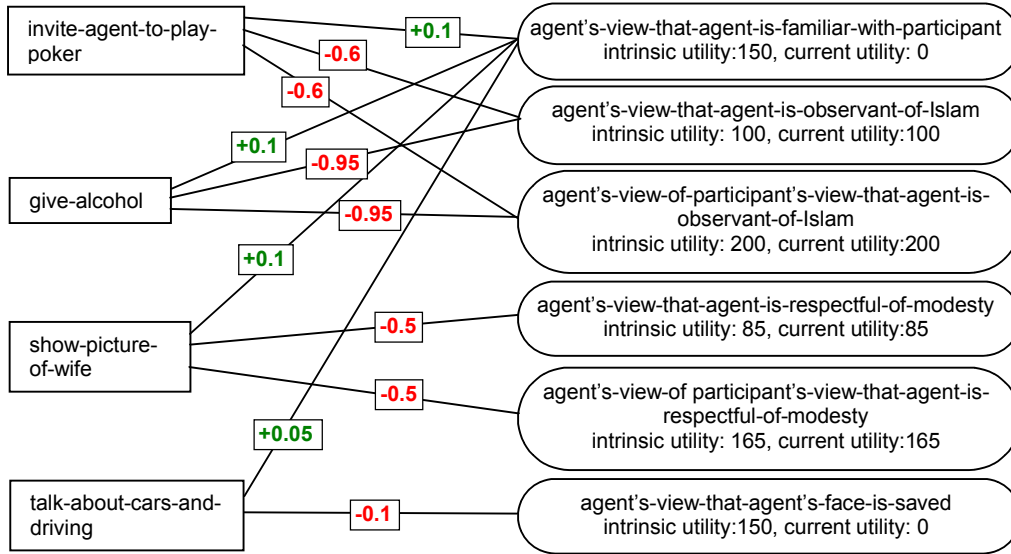 invite-agent-to-play-
poker
+0.1
-0.6
-0.6
agent's-view-that-agent-is-familiar-with-participant
intrinsic utility:150, current utility: 0
agent's-view-that-agent-is-observant-of-Islam
intrinsic utility: 100, current utility:100
give-alcohol
+0.1
-0.95
-0.95
agent's-view-of-participant's-view-that-agent-is-
observant-of-Islam
intrinsic utility: 200, current utility:200
show-picture-
of-wife
+0.1
-0.5
-0.5
agent's-view-that-agent-is-respectful-of-modesty
intrinsic utility: 85, current utility:85
agent's-view-of participant's-view-that-agent-is-
respectful-of-modesty
intrinsic utility: 165, current utility:165
talk-about-cars-and-
driving
+0.05
-0.1
agent's-view-that-agent's-face-is-saved
intrinsic utility:150, current utility: 0